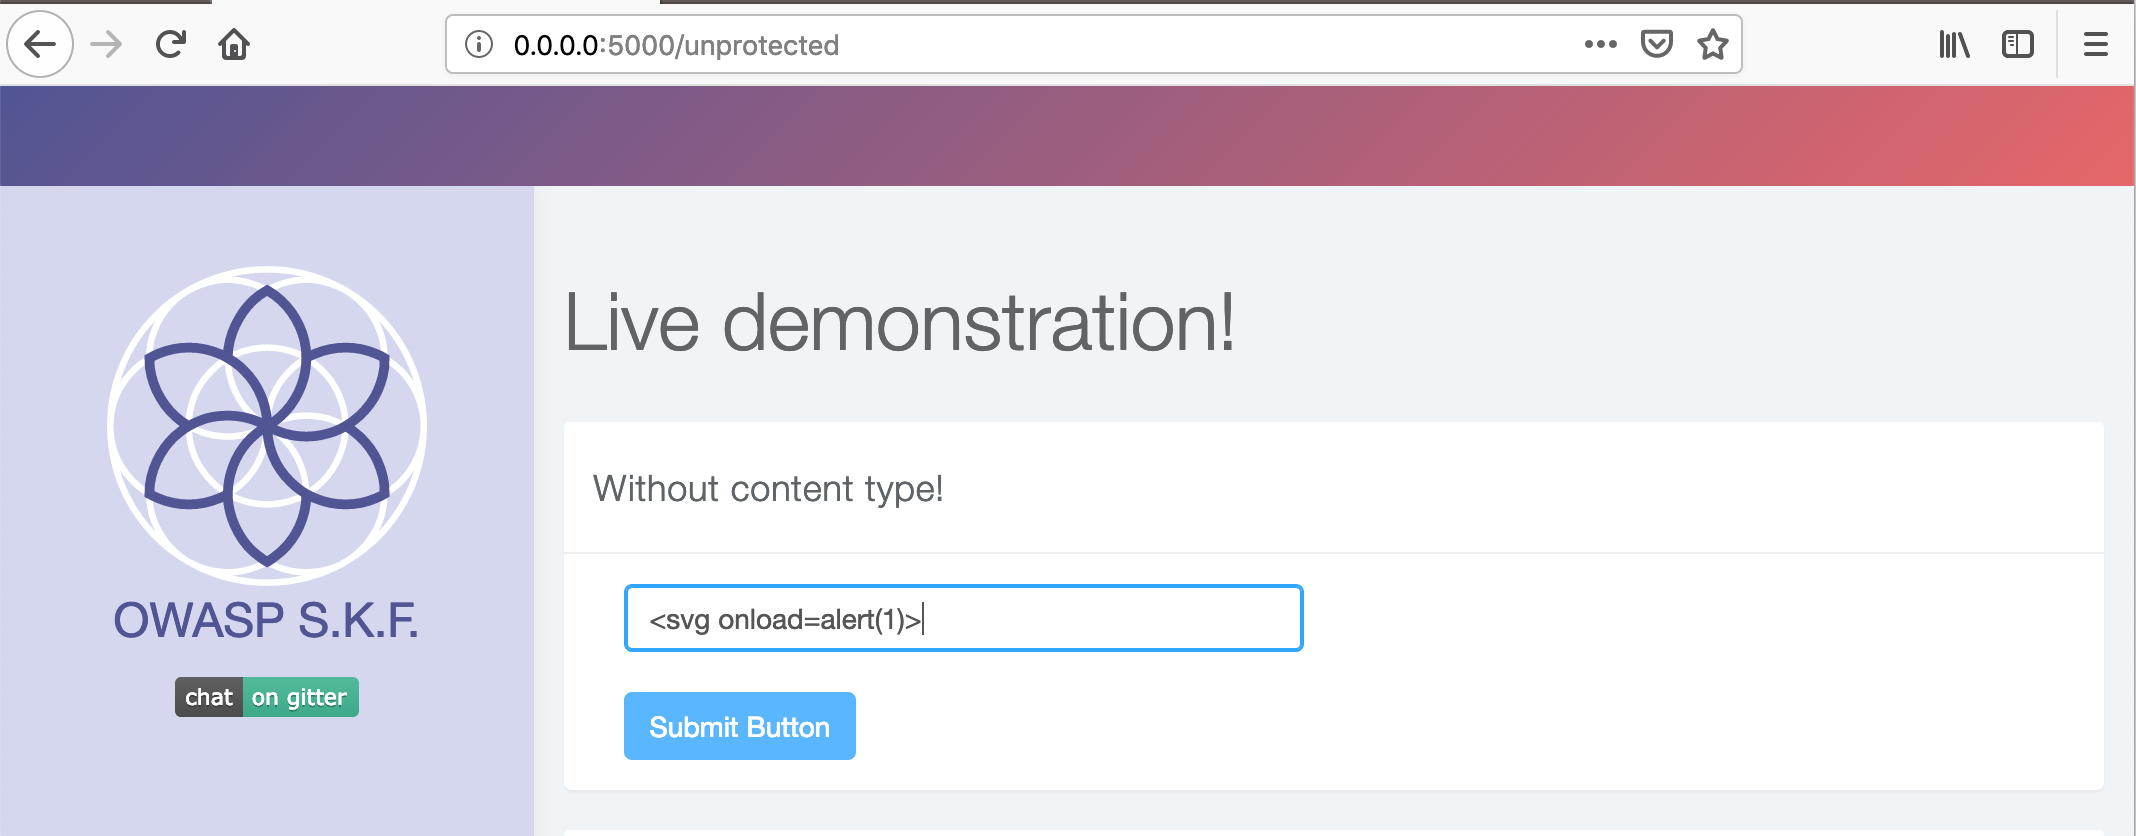 0.0.0.0:5000/unprotected
Live demonstration!
Without content type!
<svg onload=alert(1)>
Submit Button
OWASP S.K.F.
chat on gitter